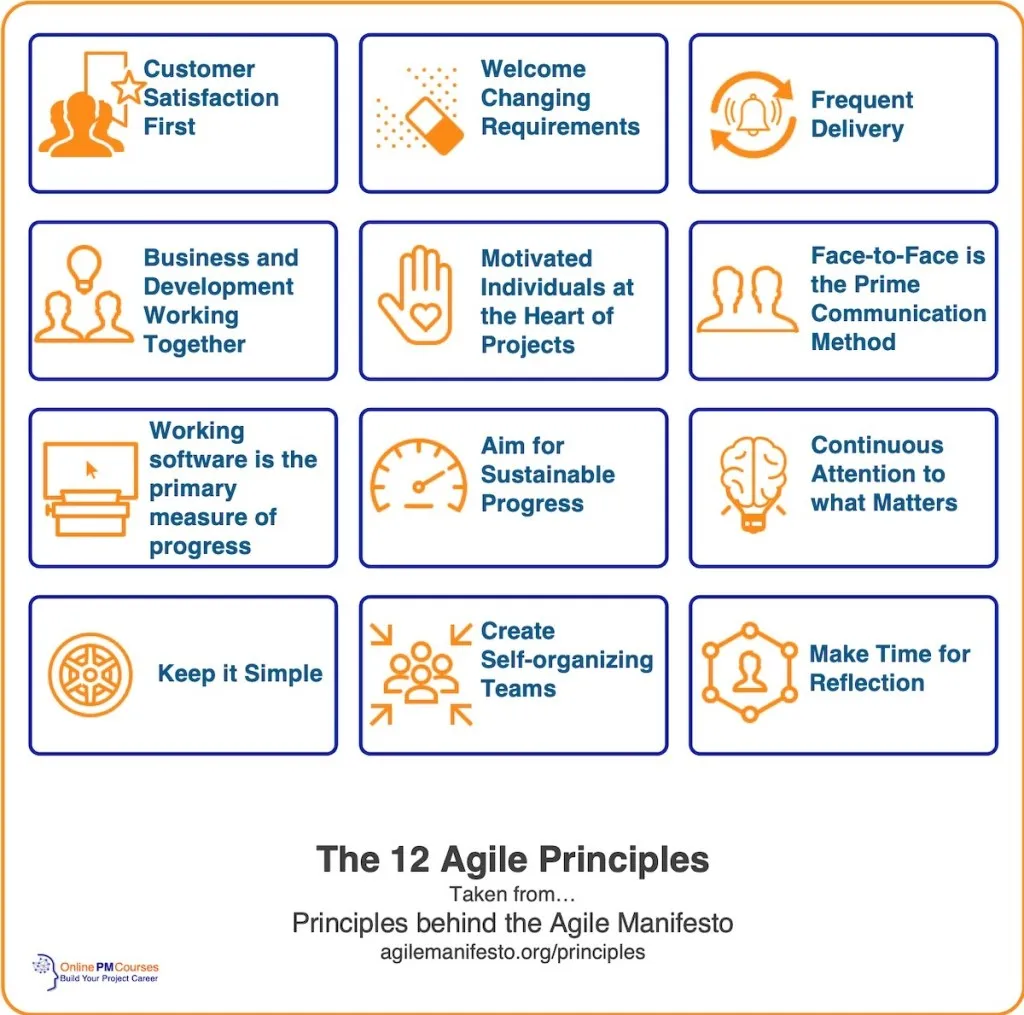 Customer
Satisfaction
First
Welcome
Changing
Requirements
Frequent
Delivery
Business and
Development
Working
Together
Motivated
Individuals at
the Heart of
Projects
Face-to-Face is
the Prime
Communication
Method
Working
software is the
primary
measure of
progress
Aim for
Sustainable
Progress
Continuous
Attention to
what Matters
Keep it Simple
Create
Self-organizing
Teams
Make Time for
Reflection
The 12 Agile Principles
Taken from...
Principles behind the Agile Manifesto
agilemanifesto.org/principles
Online PM Courses
Build Your Project Career